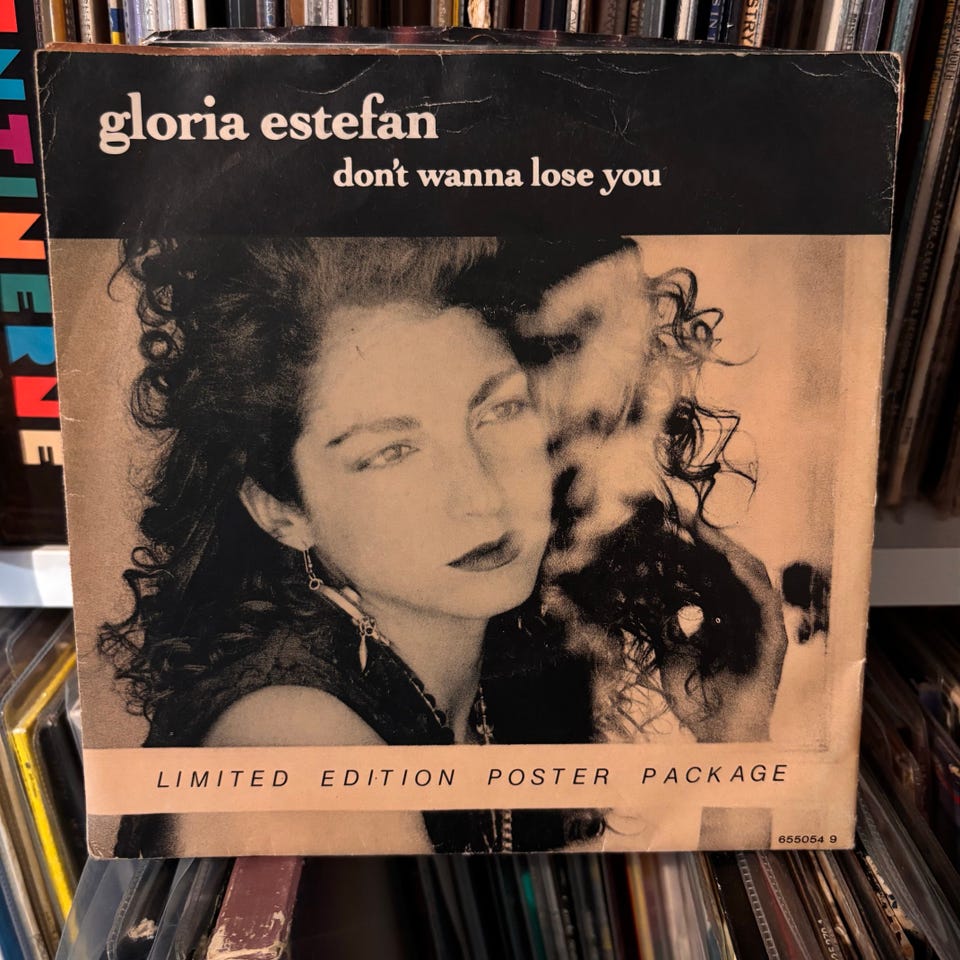 gloria estefan
don't wanna lose you
LIMITED EDITION POSTER PACKAGE
655054 9